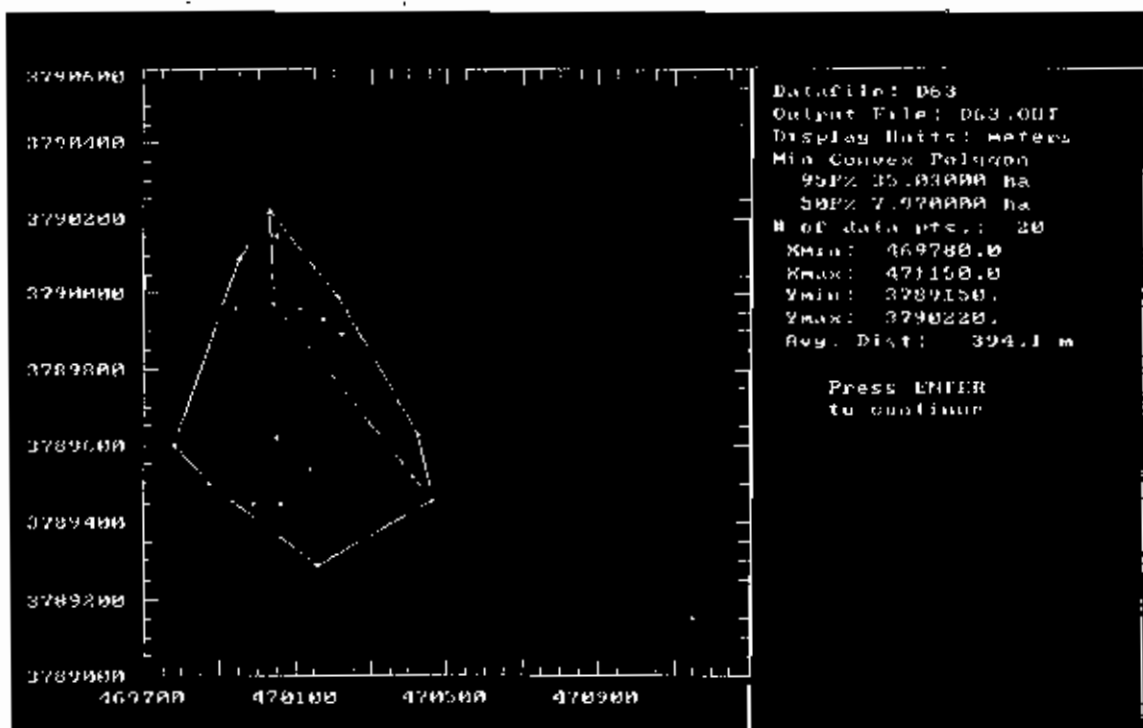 3790600
3790400
3790200
3790000
3789800
3789600
3789400
3789200
3789000
469700 470100 470500 470900
Datafile: D63
Output File: D63.OUT
Display Units: meters
Min Convex Polygon
95P% 35.03000 ha
50P% 7.970000 ha
# of data pts.: 20
Xmin: 469780.0
Xmax: 471150.0
Ymin: 3789150.
Ymax: 3790220.
Avg. Dist: 394.1 m
Press ENTER
to continue